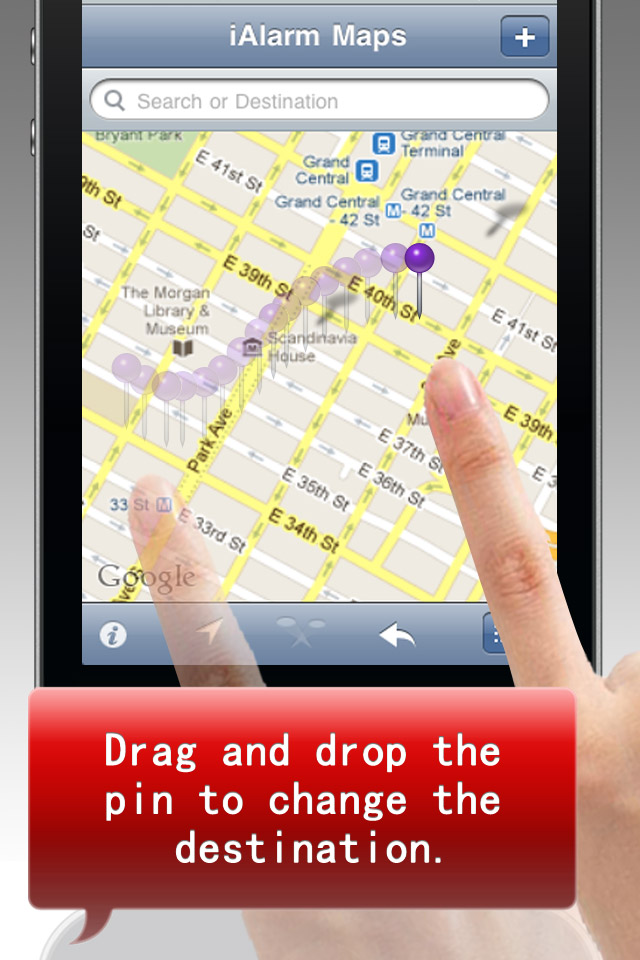 iAlarm Maps
+
Search or Destination
Bryant Park
Grand Central
Terminal
Grand
Central
E 41st St
Grand Central
- 42 St
Grand Central
- 42 St
M
M
St
E 39th St
E 40th St
The Morgan
Library &
Museum
Scandinavia
House
E 41st St
E 39th
Park Ave
E 37th St
E 36th St
E 35th St
33 St M
E 33rd St
E 34th St
Google
i
Drag and drop the
pin to change the
destination.